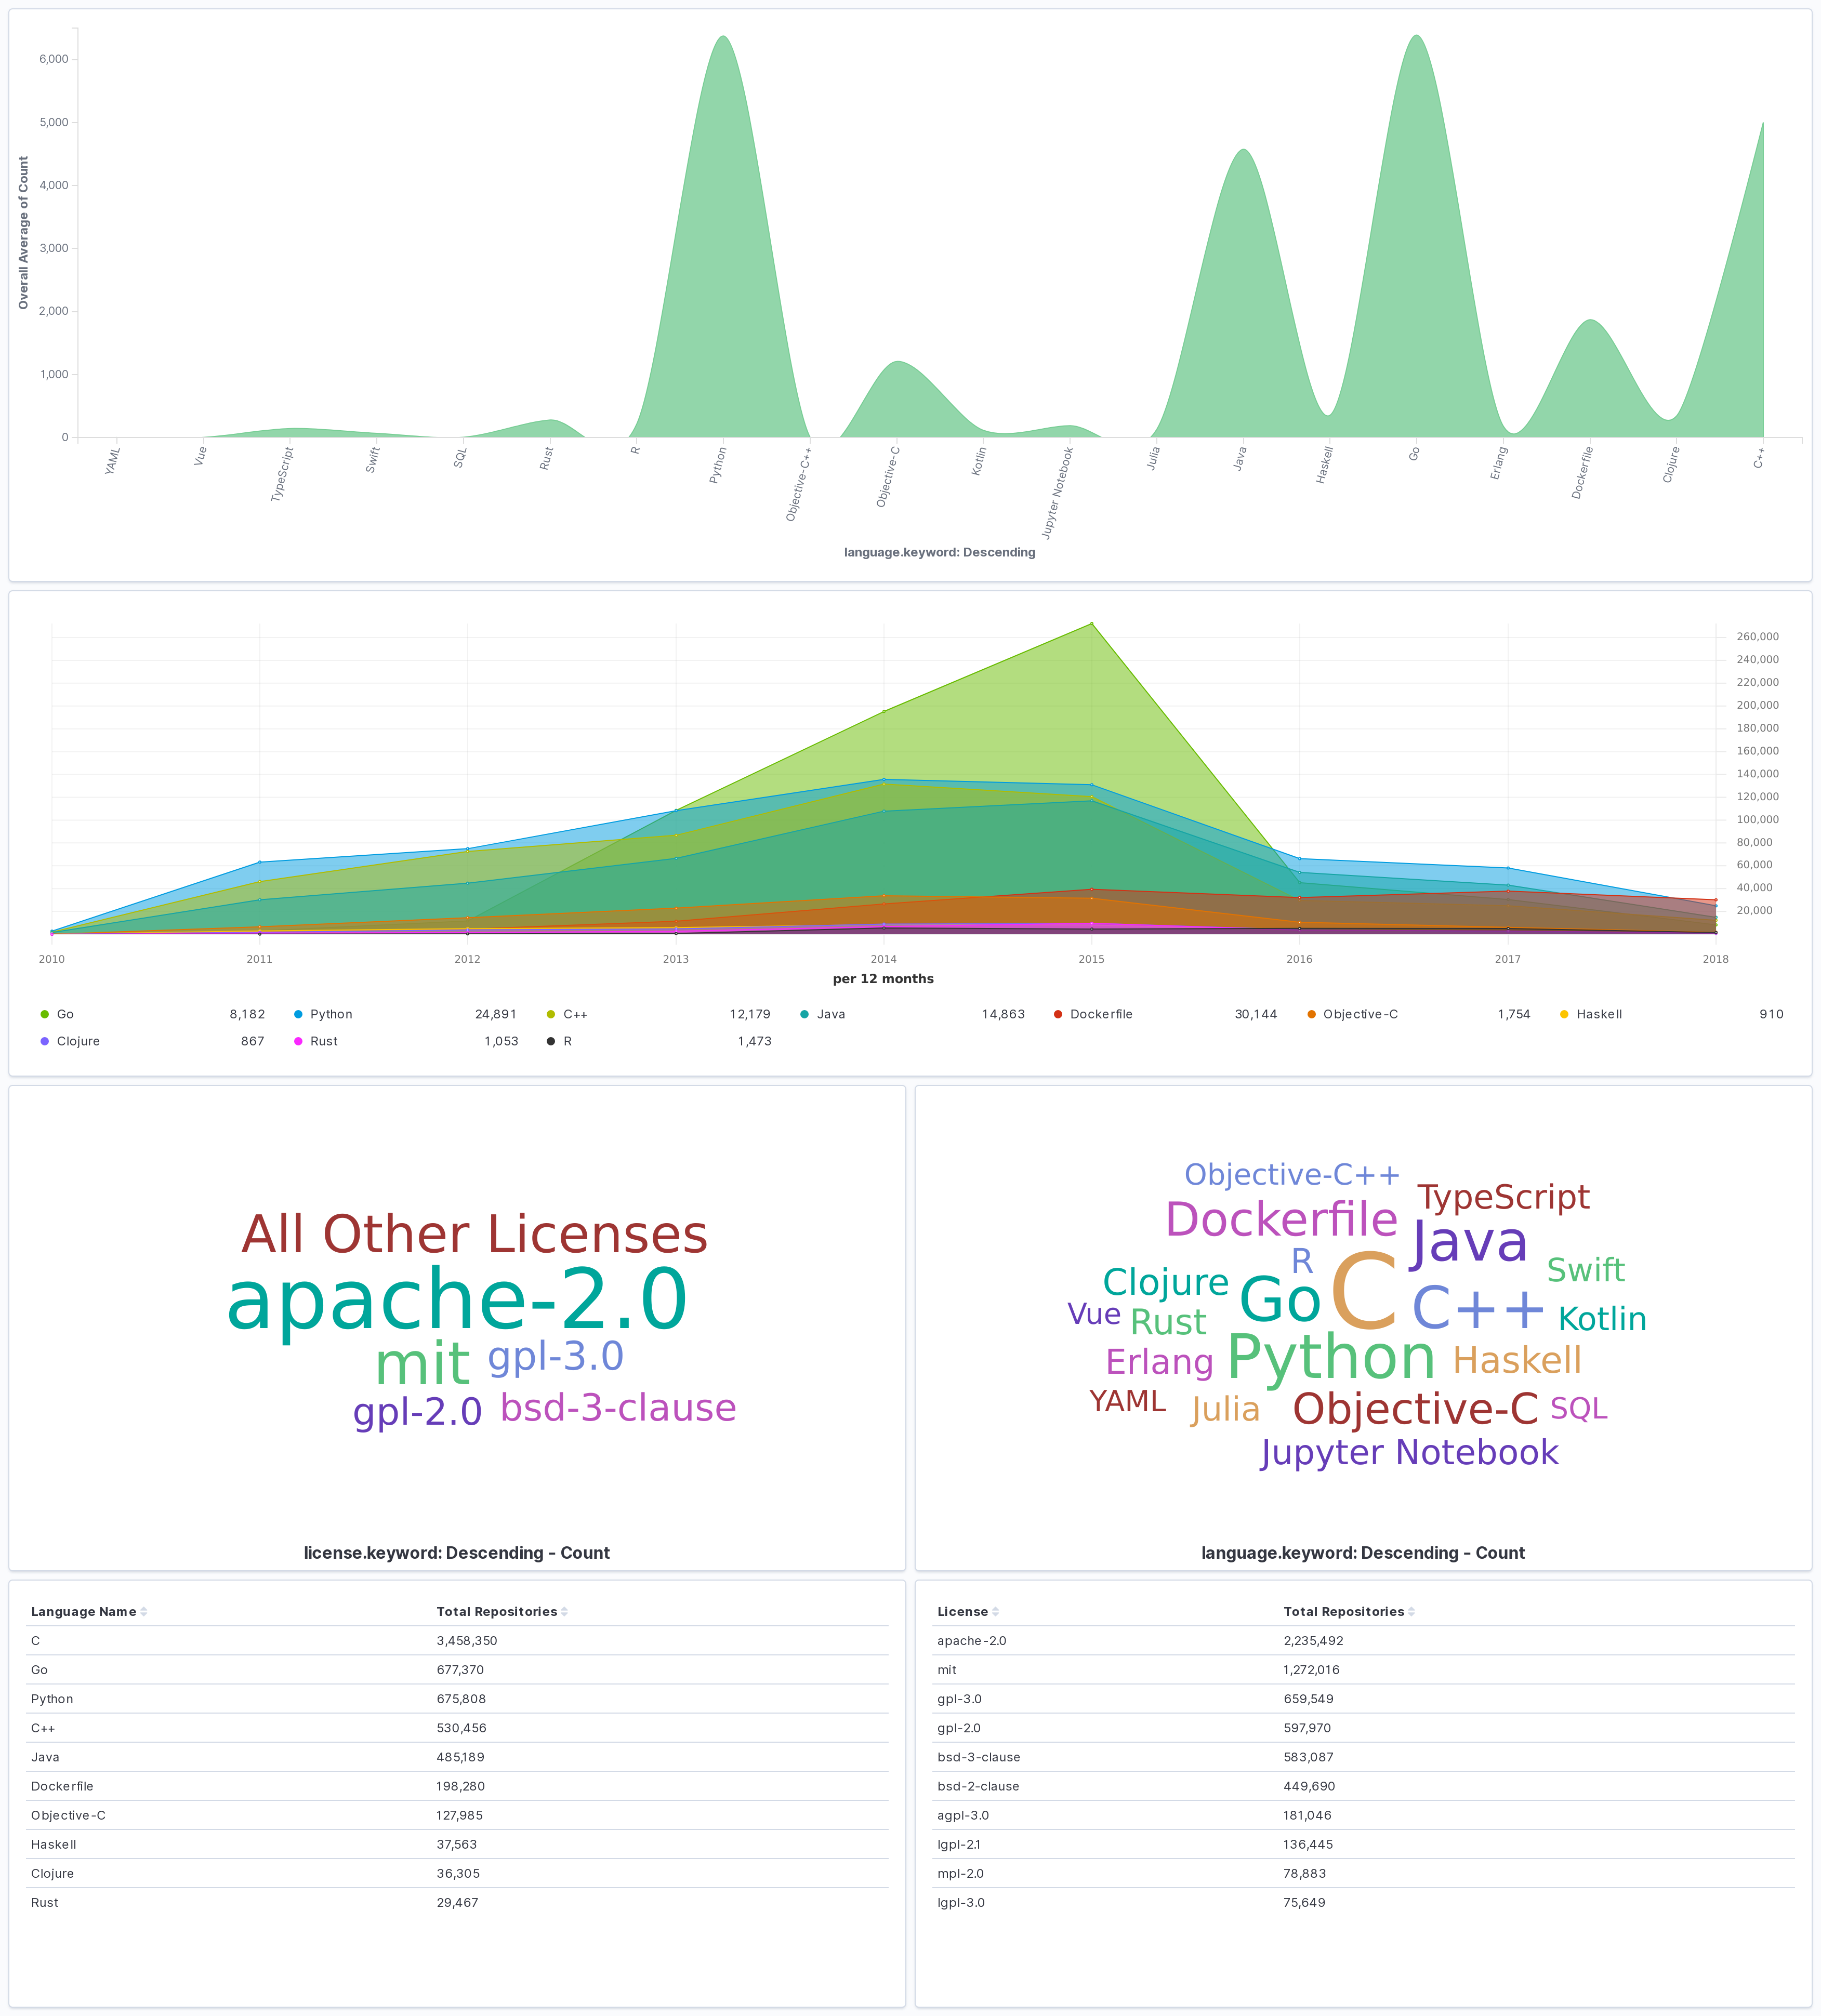 6,000
5,000
4,000
3,000
2,000
1,000
0
Overall Average of Count
YAML
Vue
TypeScript
Swift
SQL
Rust
R
Python
Objective-C++
Objective-C
Kotlin
Jupyter Notebook
Julia
Java
Haskell
Go
Erlang
Dockerfile
Clojure
C++
language.keyword: Descending
260,000
240,000
220,000
200,000
180,000
160,000
140,000
120,000
100,000
80,000
60,000
40,000
20,000
2010 2011 2012 2013 2014 2015 2016 2017 2018
per 12 months
Go 8,182 Python 24,891 C++ 12,179 Java 14,863 Dockerfile 30,144 Objective-C 1,754 Haskell 910
Clojure 867 Rust 1,053 R 1,473
All Other Licenses
apache-2.0
mit gpl-3.0
gpl-2.0 bsd-3-clause
license.keyword: Descending - Count
Objective-C++
TypeScript
Dockerfile
Java
R
C
Swift
Clojure
Go
C++
Vue
Rust
Kotlin
Python
Erlang
Haskell
YAML
Julia
Objective-C
SQL
Jupyter Notebook
language.keyword: Descending - Count
Language Name Total Repositories
C 3,458,350
Go 677,370
Python 675,808
C++ 530,456
Java 485,189
Dockerfile 198,280
Objective-C 127,985
Haskell 37,563
Clojure 36,305
Rust 29,467
License Total Repositories
apache-2.0 2,235,492
mit 1,272,016
gpl-3.0 659,549
gpl-2.0 597,970
bsd-3-clause 583,087
bsd-2-clause 449,690
agpl-3.0 181,046
lgpl-2.1 136,445
mpl-2.0 78,883
lgpl-3.0 75,649